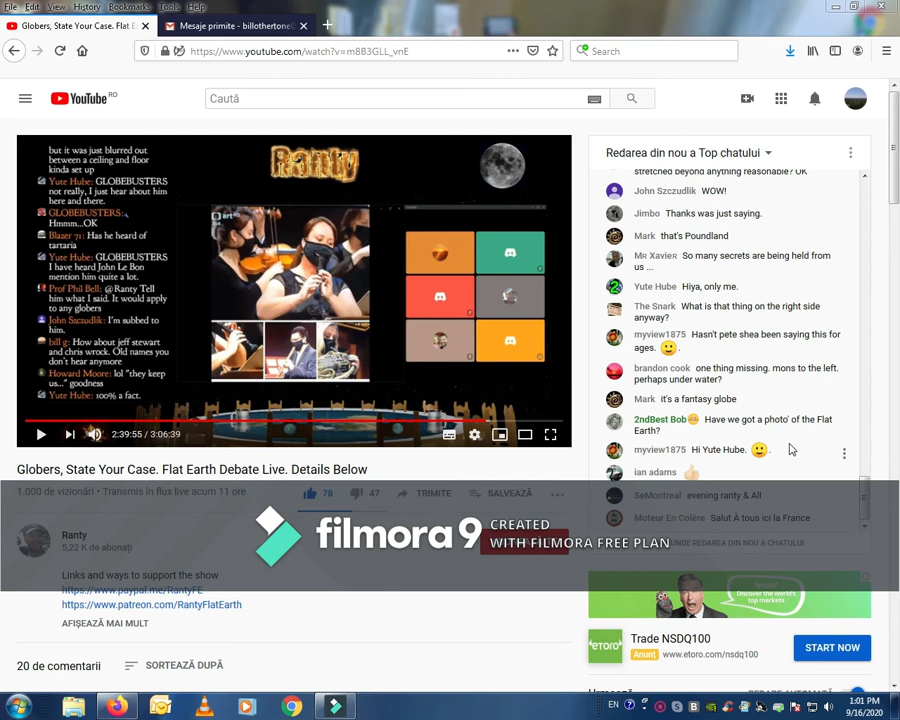 File Edit View History Bookmarks Tools Help
Globers, State Your Case. Flat E
Mesaje primite - billothertone
https://www.youtube.com/watch?v=m8B3GLL_vnE
Search
YouTube RO
Caută
but it was just blurred out
between a ceiling and floor
kinda set up
Yute Hube: GLOBEBUSTERS
not really, I just hear about him
here and there.
GLOBEBUSTERS:
Hmmm...OK
Blazer 71: Has he heard of
tartaria
Yute Hube: GLOBEBUSTERS
I have heard John Le Bon
mention him quite a lot.
Prof Phil Bell: @Ranty Tell
him what I said. It would apply
to any globers
John Szczudlik: I'm subbed to
him.
bill g: How about jeff stewart
and chris wrock. Old names you
don't hear anymore
Howard Moore: lol "they keep
us..." goodness
Yute Hube: 100% a fact.
Ranty
art
2:39:55 / 3:06:39
Redarea din nou a Top chatului
stretched beyond anything reasonable? OK
John Szczudlik WOW!
Jimbo Thanks was just saying.
Mark that's Poundland
Mr Xavier So many secrets are being held from
us ...
Yute Hube Hiya, only me.
The Snark What is that thing on the right side
anyway?
myview1875 Hasn't pete shea been saying this for
ages. .
brandon cook one thing missing. mons to the left.
perhaps under water?
Mark it's a fantasy globe
2ndBest Bob Have we got a photo' of the Flat
Earth?
myview1875 Hi Yute Hube. .
ian adams
SeMontreal evening ranty & All
Moteur En Colère Salut À tous ici la France
UNDE REDAREA DIN NOU A CHATULUI
Globers, State Your Case. Flat Earth Debate Live. Details Below
1.000 de vizionări • Transmis în flux live acum 11 ore
78 47 TRIMITE SALVEAZĂ
filmora9 CREATED
WITH FILMORA FREE PLAN
Ranty
5,22 K de abonați
Links and ways to support the show
https://www.paypal.me/RantyFE
https://www.patreon.com/RantyFlatEarth
AFIȘEAZĂ MAI MULT
20 de comentarii SORTEAZĂ DUPĂ
Discover the world's
top markets
etoro
Trade NSDQ100
Anunț www.etoro.com/nsdq100
START NOW
EN
1:01 PM
9/16/2020